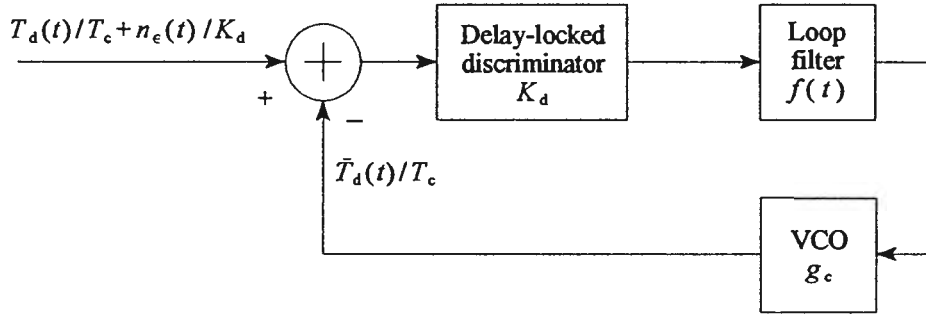 T_d(t)/T_c+n_ϵ(t)/K_d
+
+
−
Delay-locked
discriminator
K_d
Loop
filter
f(t)
T̄_d(t)/T_c
VCO
g_c